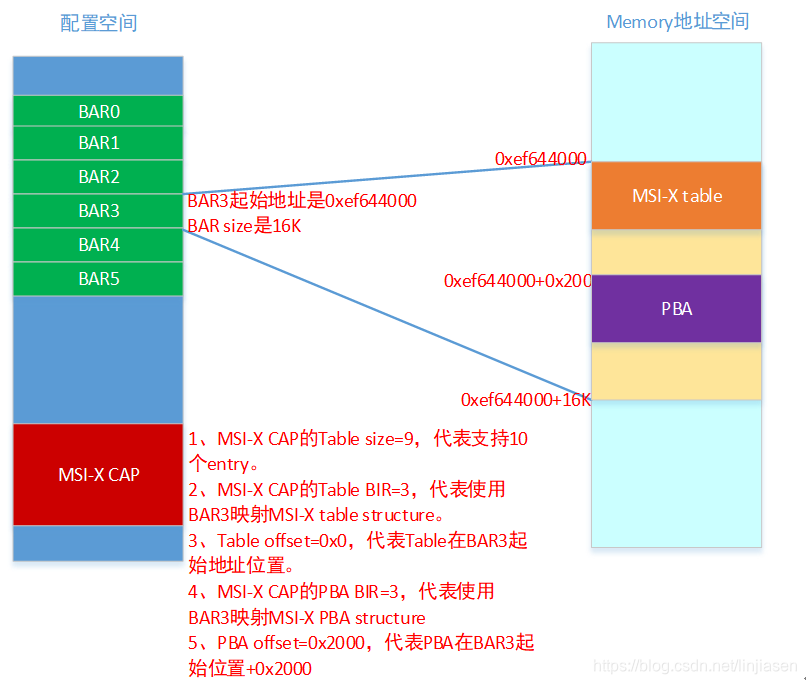 配置空间
Memory地址空间
BAR0
BAR1
BAR2
BAR3
BAR4
BAR5
MSI-X CAP
BAR3起始地址是0xef644000
BAR size是16K
0xef644000
MSI-X table
0xef644000+0x200
PBA
0xef644000+16K
1、MSI-X CAP的Table size=9，代表支持10
个entry。
2、MSI-X CAP的Table BIR=3，代表使用
BAR3映射MSI-X table structure。
3、Table offset=0x0，代表Table在BAR3起
始地址位置。
4、MSI-X CAP的PBA BIR=3，代表使用
BAR3映射MSI-X PBA structure
5、PBA offset=0x2000，代表PBA在BAR3起
始位置+0x2000
https://blog.csdn.net/linjiasen